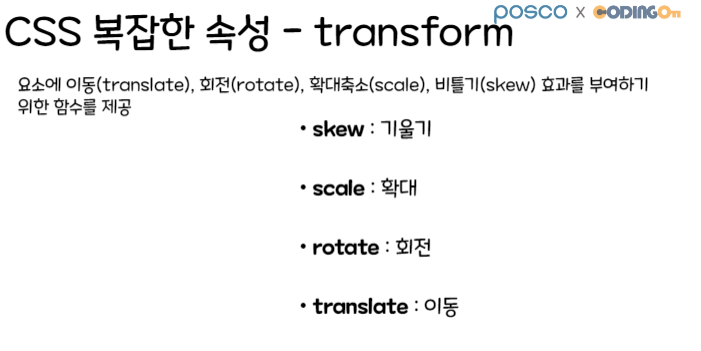 posco x CODINGOn
CSS 복잡한 속성 - transform
요소에 이동(translate), 회전(rotate), 확대축소(scale), 비틀기(skew) 효과를 부여하기
위한 함수를 제공
• skew : 기울기
• scale : 확대
• rotate : 회전
• translate : 이동